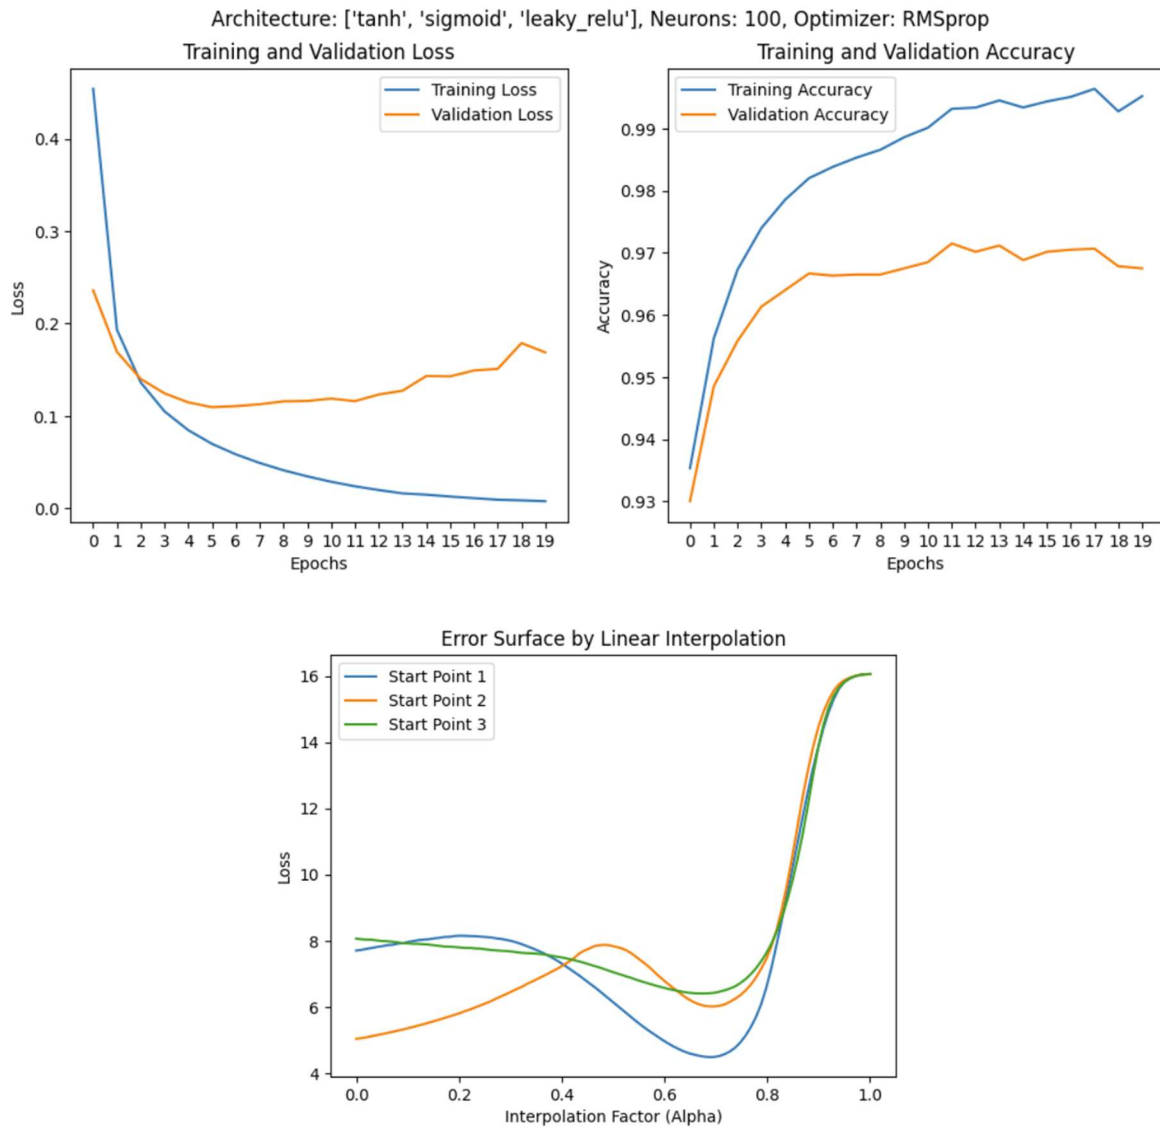 Architecture: ['tanh', 'sigmoid', 'leaky_relu'], Neurons: 100, Optimizer: RMSprop
Training and Validation Loss
Training Loss
Validation Loss
0.4
0.3
0.2
0.1
0.0
Loss
0 1 2 3 4 5 6 7 8 9 10 11 12 13 14 15 16 17 18 19
Epochs
Training and Validation Accuracy
Training Accuracy
Validation Accuracy
0.99
0.98
0.97
0.96
0.95
0.94
0.93
Accuracy
0 1 2 3 4 5 6 7 8 9 10 11 12 13 14 15 16 17 18 19
Epochs
Error Surface by Linear Interpolation
Start Point 1
Start Point 2
Start Point 3
16
14
12
10
8
6
4
Loss
0.0 0.2 0.4 0.6 0.8 1.0
Interpolation Factor (Alpha)